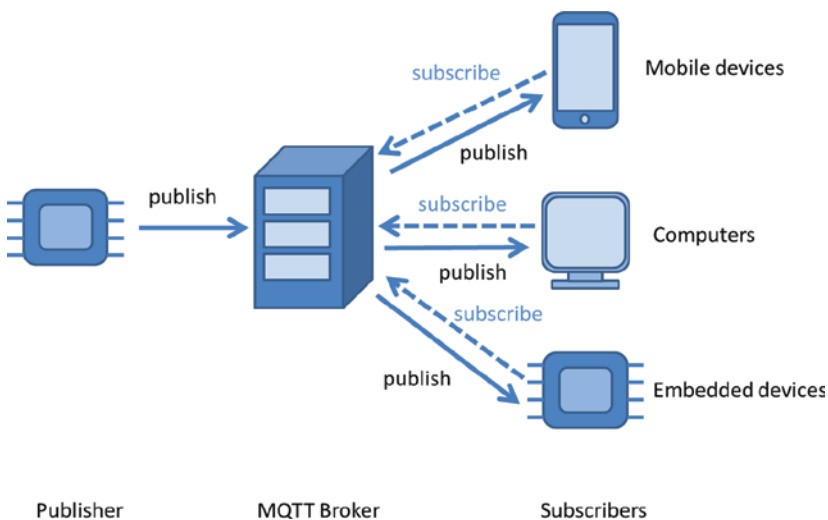 subscribe
Mobile devices
publish
publish
subscribe
Computers
publish
subscribe
publish
Embedded devices
Publisher
MQTT Broker
Subscribers